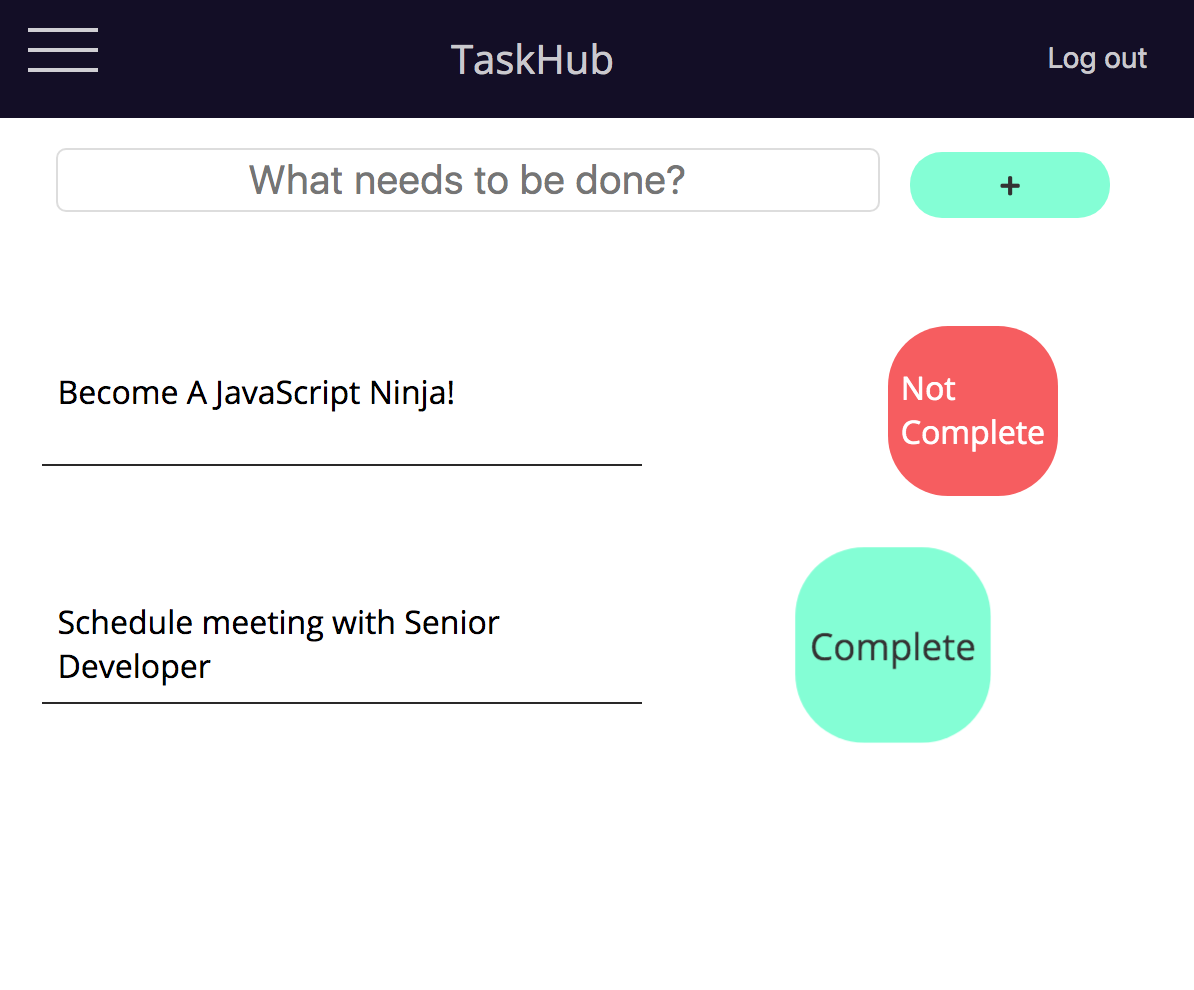 TaskHub
Log out
What needs to be done?
+
Become A JavaScript Ninja!
Not
Complete
Schedule meeting with Senior
Developer
Complete